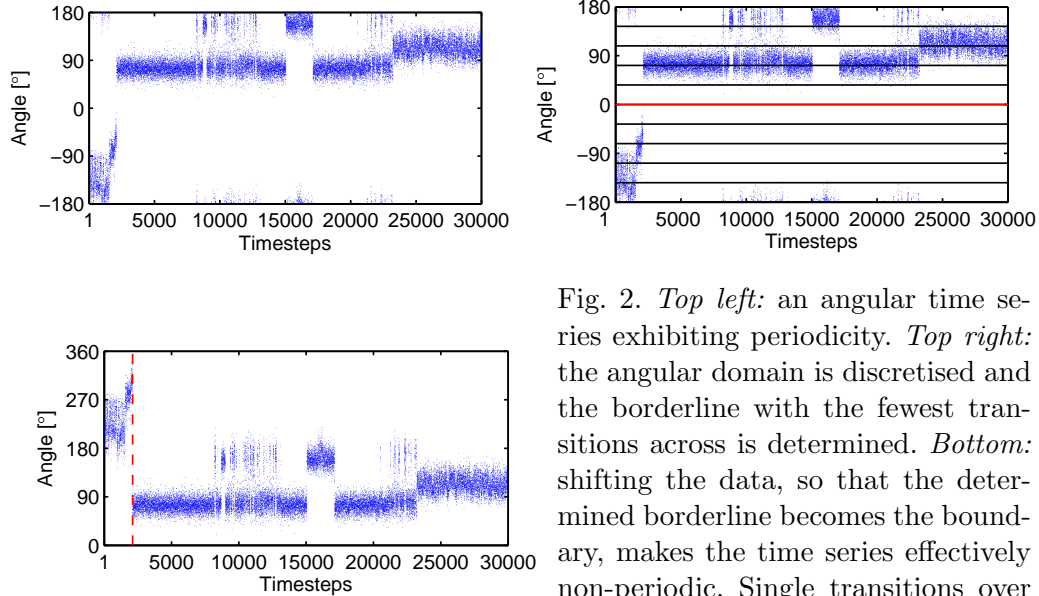 180
90
0
−90
−180
Angle [°]
1 5000 10000 15000 20000 25000 30000
Timesteps
180
90
0
−90
−180
Angle [°]
1 5000 10000 15000 20000 25000 30000
Timesteps
360
270
180
90
0
Angle [°]
1 5000 10000 15000 20000 25000 30000
Timesteps
Fig. 2. Top left: an angular time se-
ries exhibiting periodicity. Top right:
the angular domain is discretised and
the borderline with the fewest tran-
sitions across is determined. Bottom:
shifting the data, so that the deter-
mined borderline becomes the bound-
ary, makes the time series effectively
non-periodic. Single transitions over